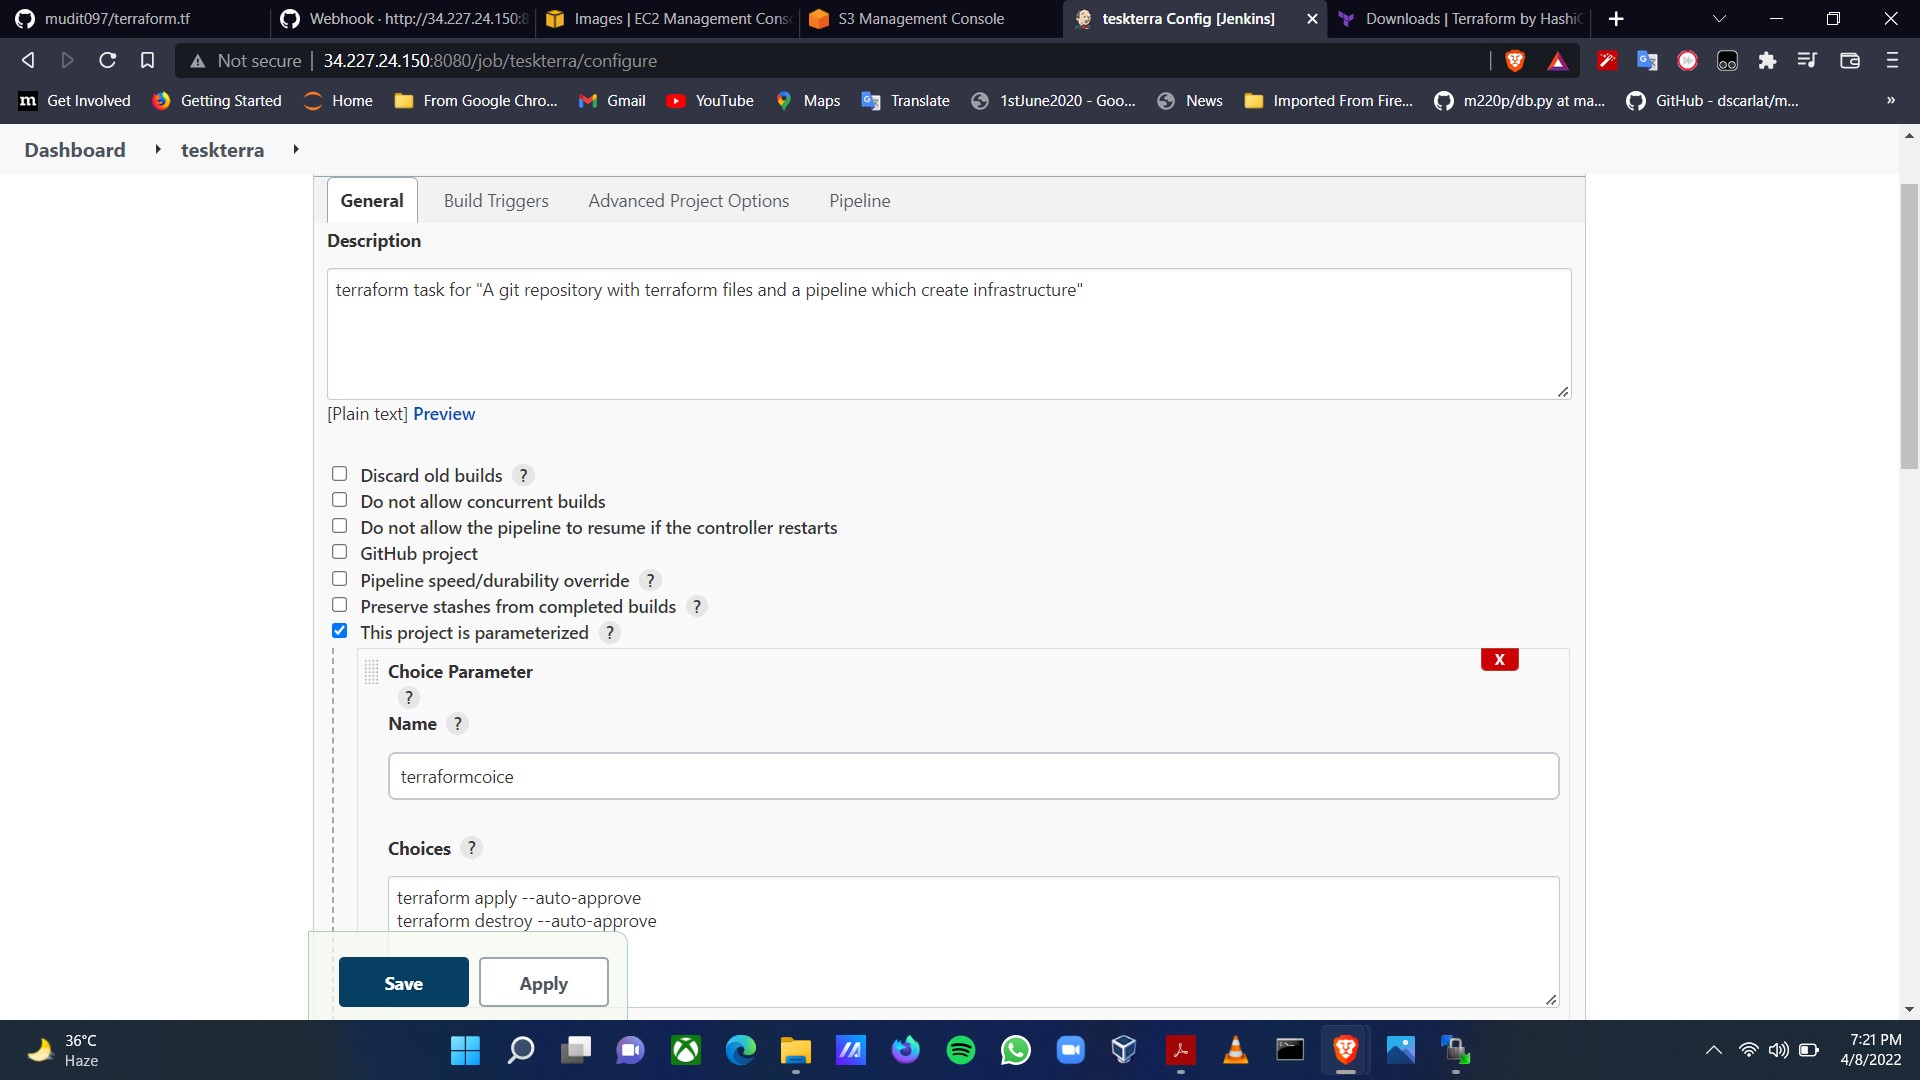 mudit097/terraform.tf
Webhook · http://34.227.24.150:8
Images | EC2 Management Cons
S3 Management Console
teskterra Config [Jenkins]
Downloads | Terraform by HashiC
Not secure
34.227.24.150:8080/job/teskterra/configure
m Get Involved
Getting Started
Home
From Google Chro...
Gmail
YouTube
Maps
Translate
1stJune2020 - Goo...
News
Imported From Fire...
m220p/db.py at ma...
GitHub - dscarlat/m...
»
Dashboard
teskterra
General
Build Triggers
Advanced Project Options
Pipeline
Description
terraform task for "A git repository with terraform files and a pipeline which create infrastructure"
[Plain text] Preview
Discard old builds ?
Do not allow concurrent builds
Do not allow the pipeline to resume if the controller restarts
GitHub project
Pipeline speed/durability override ?
Preserve stashes from completed builds ?
This project is parameterized ?
X
Choice Parameter
?
Name ?
terraformcoice
Choices ?
terraform apply --auto-approve
terraform destroy --auto-approve
Save
Apply
36°C
Haze
7:21 PM
4/8/2022